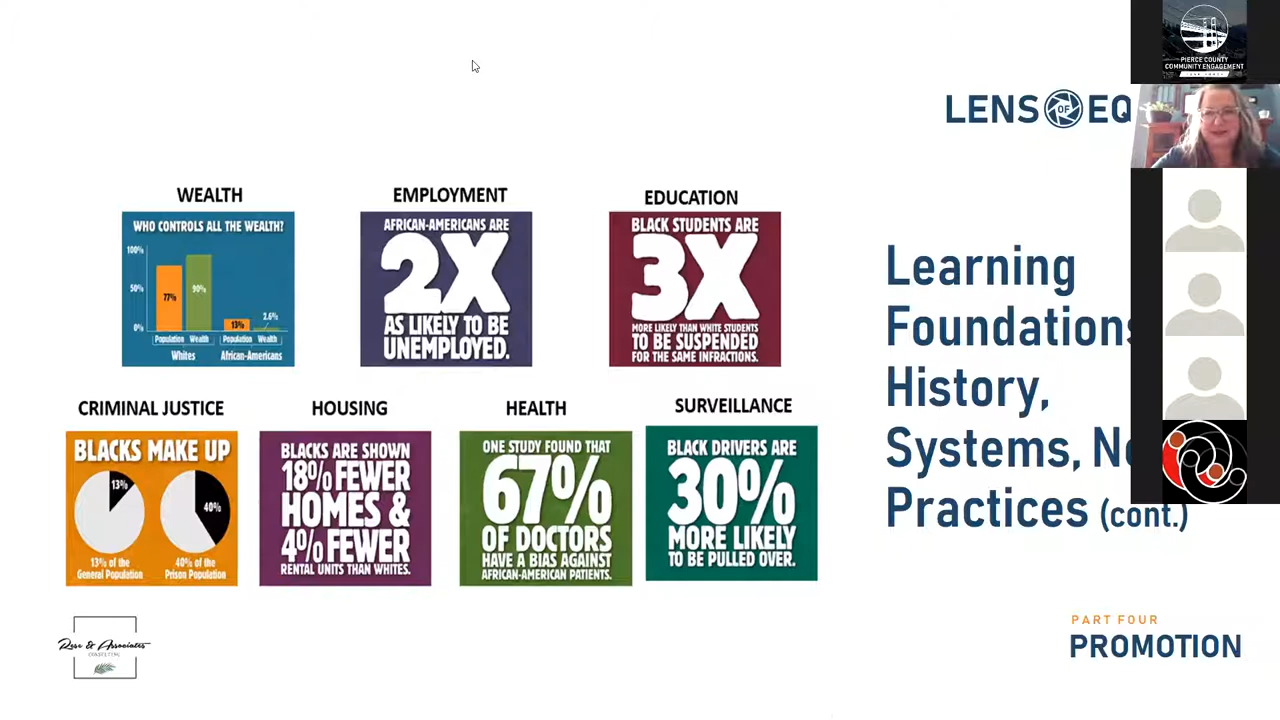 LENS OF EQ
WEALTH
WHO CONTROLS ALL THE WEALTH?
100%
50%
0%
77%
90%
13%
2.6%
Population Wealth Population Wealth
Whites African-Americans
EMPLOYMENT
AFRICAN-AMERICANS ARE
2X
AS LIKELY TO BE
UNEMPLOYED.
EDUCATION
BLACK STUDENTS ARE
3X
MORE LIKELY THAN WHITE STUDENTS
TO BE SUSPENDED
FOR THE SAME INFRACTIONS.
CRIMINAL JUSTICE
BLACKS MAKE UP
13%
40%
13% of the
General Population
40% of the
Prison Population
HOUSING
BLACKS ARE SHOWN
18% FEWER
HOMES &
4% FEWER
RENTAL UNITS THAN WHITES.
HEALTH
ONE STUDY FOUND THAT
67%
OF DOCTORS
HAVE A BIAS AGAINST
AFRICAN-AMERICAN PATIENTS.
SURVEILLANCE
BLACK DRIVERS ARE
30%
MORE LIKELY
TO BE PULLED OVER.
Learning
Foundations
History,
Systems, No
Practices (cont.)
PART FOUR
PROMOTION
Rose & Associates
PIERCE COUNTY
COMMUNITY ENGAGEMENT